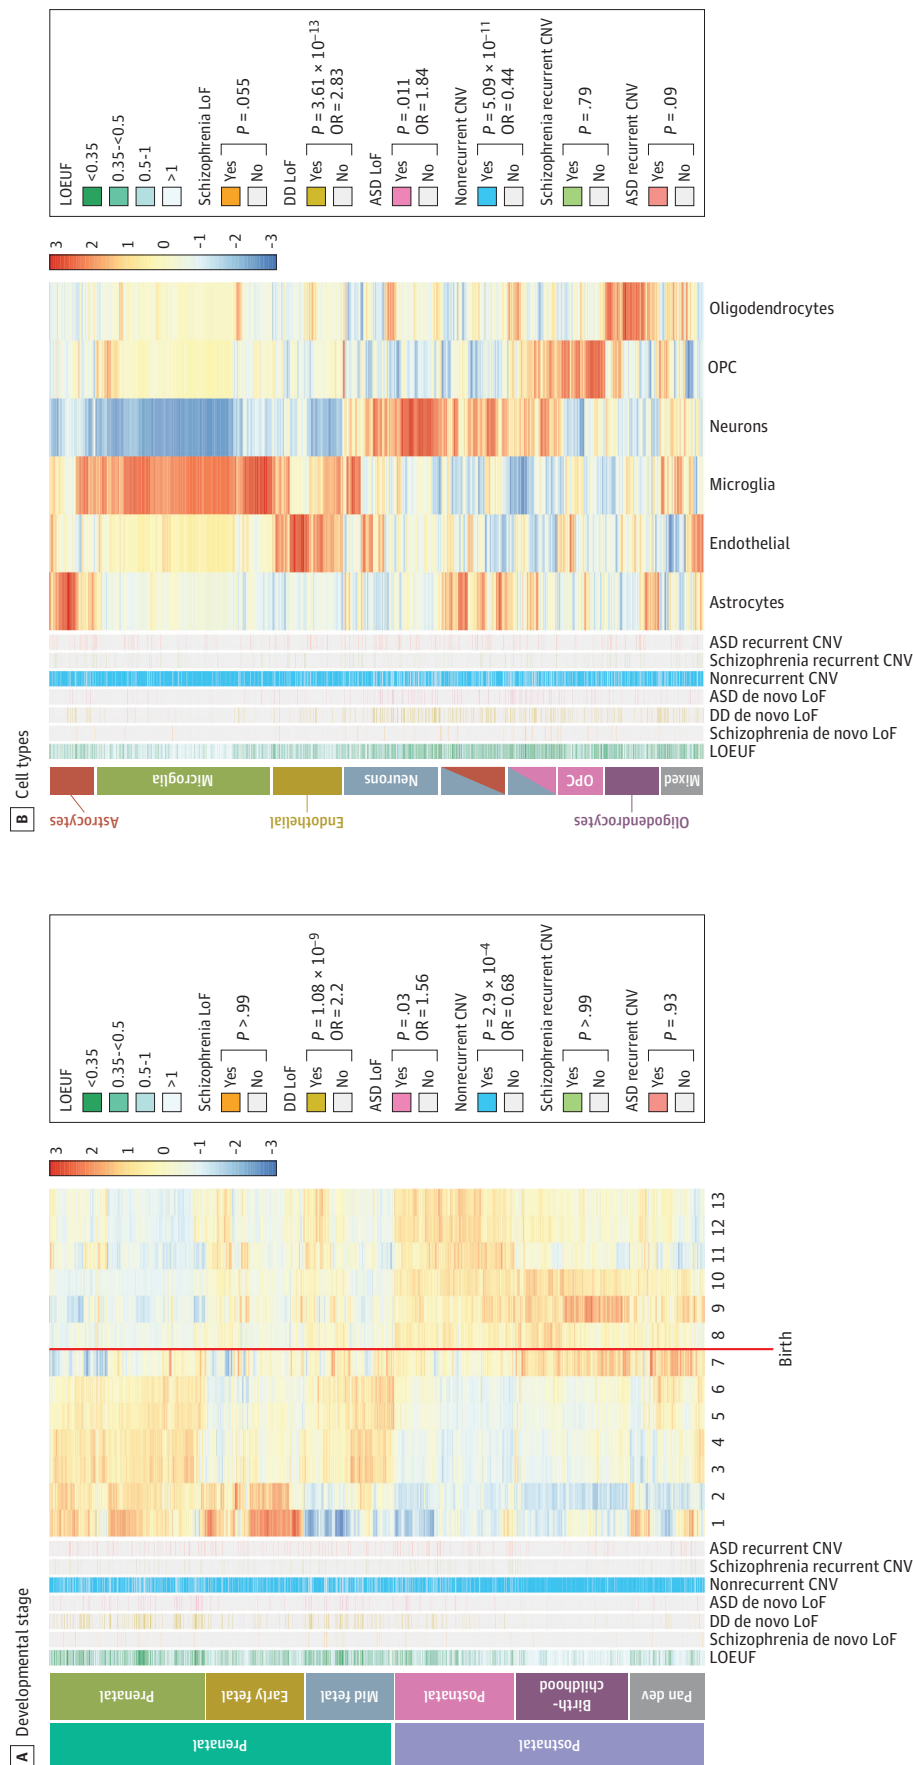 A Developmental stage
Prenatal
Postnatal
Prenatal
Early fetal
Mid fetal
Postnatal
Birth-
childhood
Pan dev
LOEUF
Schizophrenia de novo LoF
DD de novo LoF
ASD de novo LoF
Nonrecurrent CNV
Schizophrenia recurrent CNV
ASD recurrent CNV
1
2
3
4
5
6
7
8
9
10
11
12
13
Birth
3
2
1
0
-1
-2
-3
LOEUF
<0.35
0.35-<0.5
0.5-1
>1
Schizophrenia LoF
Yes
No
P >.99
DD LoF
Yes
No
P = 1.08 × 10–9
OR = 2.2
ASD LoF
Yes
No
P = .03
OR = 1.56
Nonrecurrent CNV
Yes
No
P = 2.9 × 10–4
OR = 0.68
Schizophrenia recurrent CNV
Yes
No
P >.99
ASD recurrent CNV
Yes
No
P = .93
B Cell types
Astrocytes
Microglia
Endothelial
Neurons
OPC
Oligodendrocytes
Mixed
LOEUF
Schizophrenia de novo LoF
DD de novo LoF
ASD de novo LoF
Nonrecurrent CNV
Schizophrenia recurrent CNV
ASD recurrent CNV
Astrocytes
Endothelial
Microglia
Neurons
OPC
Oligodendrocytes
3
2
1
0
-1
-2
-3
LOEUF
<0.35
0.35-<0.5
0.5-1
>1
Schizophrenia LoF
Yes
No
P = .055
DD LoF
Yes
No
P = 3.61 × 10–13
OR = 2.83
ASD LoF
Yes
No
P = .011
OR = 1.84
Nonrecurrent CNV
Yes
No
P = 5.09 × 10–11
OR = 0.44
Schizophrenia recurrent CNV
Yes
No
P = .79
ASD recurrent CNV
Yes
No
P = .09